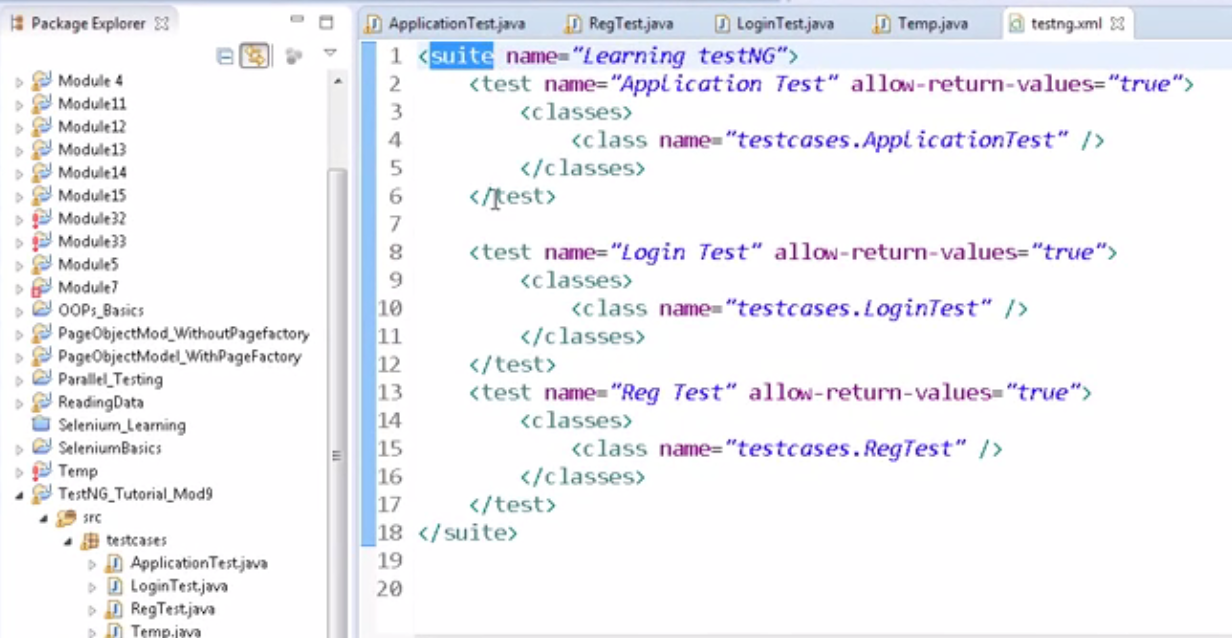 Package Explorer
Module 4
Module11
Module12
Module13
Module14
Module15
Module32
Module33
Module5
Module7
OOPs_Basics
PageObjectMod_WithoutPagefactory
PageObjectModel_WithPageFactory
Parallel_Testing
ReadingData
Selenium_Learning
SeleniumBasics
Temp
TestNG_Tutorial_Mod9
src
testcases
ApplicationTest.java
LoginTest.java
RegTest.java
Temp.java
ApplicationTest.java RegTest.java LoginTest.java Temp.java testng.xml
1 <suite name="Learning testNG">
2 <test name="Application Test" allow-return-values="true">
3 <classes>
4 <class name="testcases.ApplicationTest" />
5 </classes>
6 </test>
7
8 <test name="Login Test" allow-return-values="true">
9 <classes>
10 <class name="testcases.LoginTest" />
11 </classes>
12 </test>
13 <test name="Reg Test" allow-return-values="true">
14 <classes>
15 <class name="testcases.RegTest" />
16 </classes>
17 </test>
18 </suite>
19
20